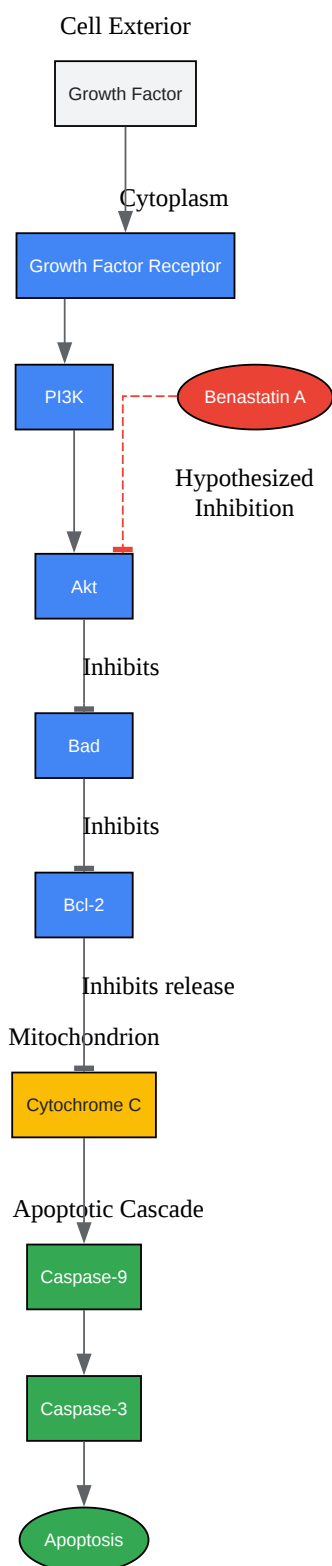 Cell Exterior
Growth Factor
Cytoplasm
Growth Factor Receptor
PI3K
Benastatin A
Hypothesized
Inhibition
Akt
Inhibits
Bad
Inhibits
Bcl-2
Inhibits release
Mitochondrion
Cytochrome C
Apoptotic Cascade
Caspase-9
Caspase-3
Apoptosis